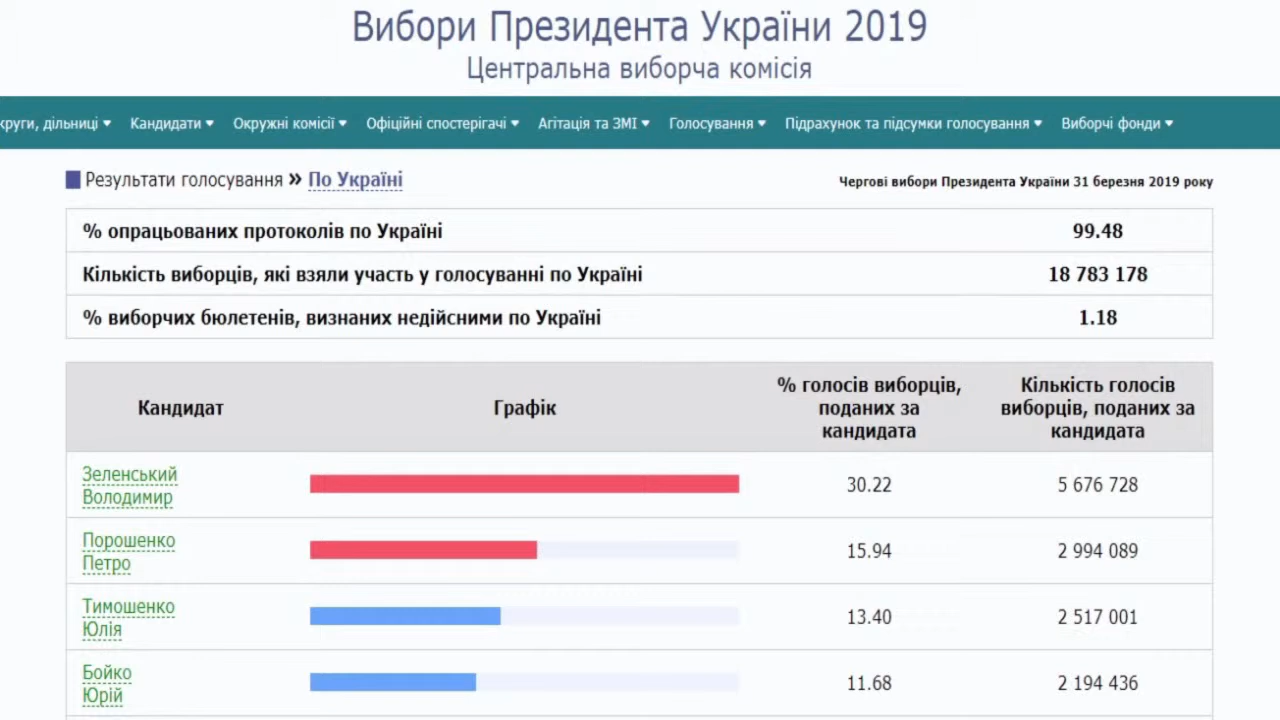 Вибори Президента України 2019
Центральна виборча комісія
круги, дільниці Кандидати Окружні комісії Офіційні спостерігачі Агітація та ЗМІ Голосування Підрахунок та підсумки голосування Виборчі фонди
Результати голосування » По Україні
Чергові вибори Президента України 31 березня 2019 року
% опрацьованих протоколів по Україні 99.48
Кількість виборців, які взяли участь у голосуванні по Україні 18 783 178
% виборчих бюлетенів, визнаних недійсними по Україні 1.18
Кандидат
Графік
% голосів виборців,
поданих за
кандидата
Кількість голосів
виборців, поданих за
кандидата
Зеленський
Володимир
30.22
5 676 728
Порошенко
Петро
15.94
2 994 089
Тимошенко
Юлія
13.40
2 517 001
Бойко
Юрій
11.68
2 194 436